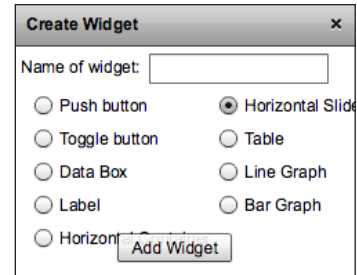 Create Widget ×
Name of widget:
Push button Horizontal Slide
Toggle button Table
Data Box Line Graph
Label Bar Graph
Horizon
Add Widget